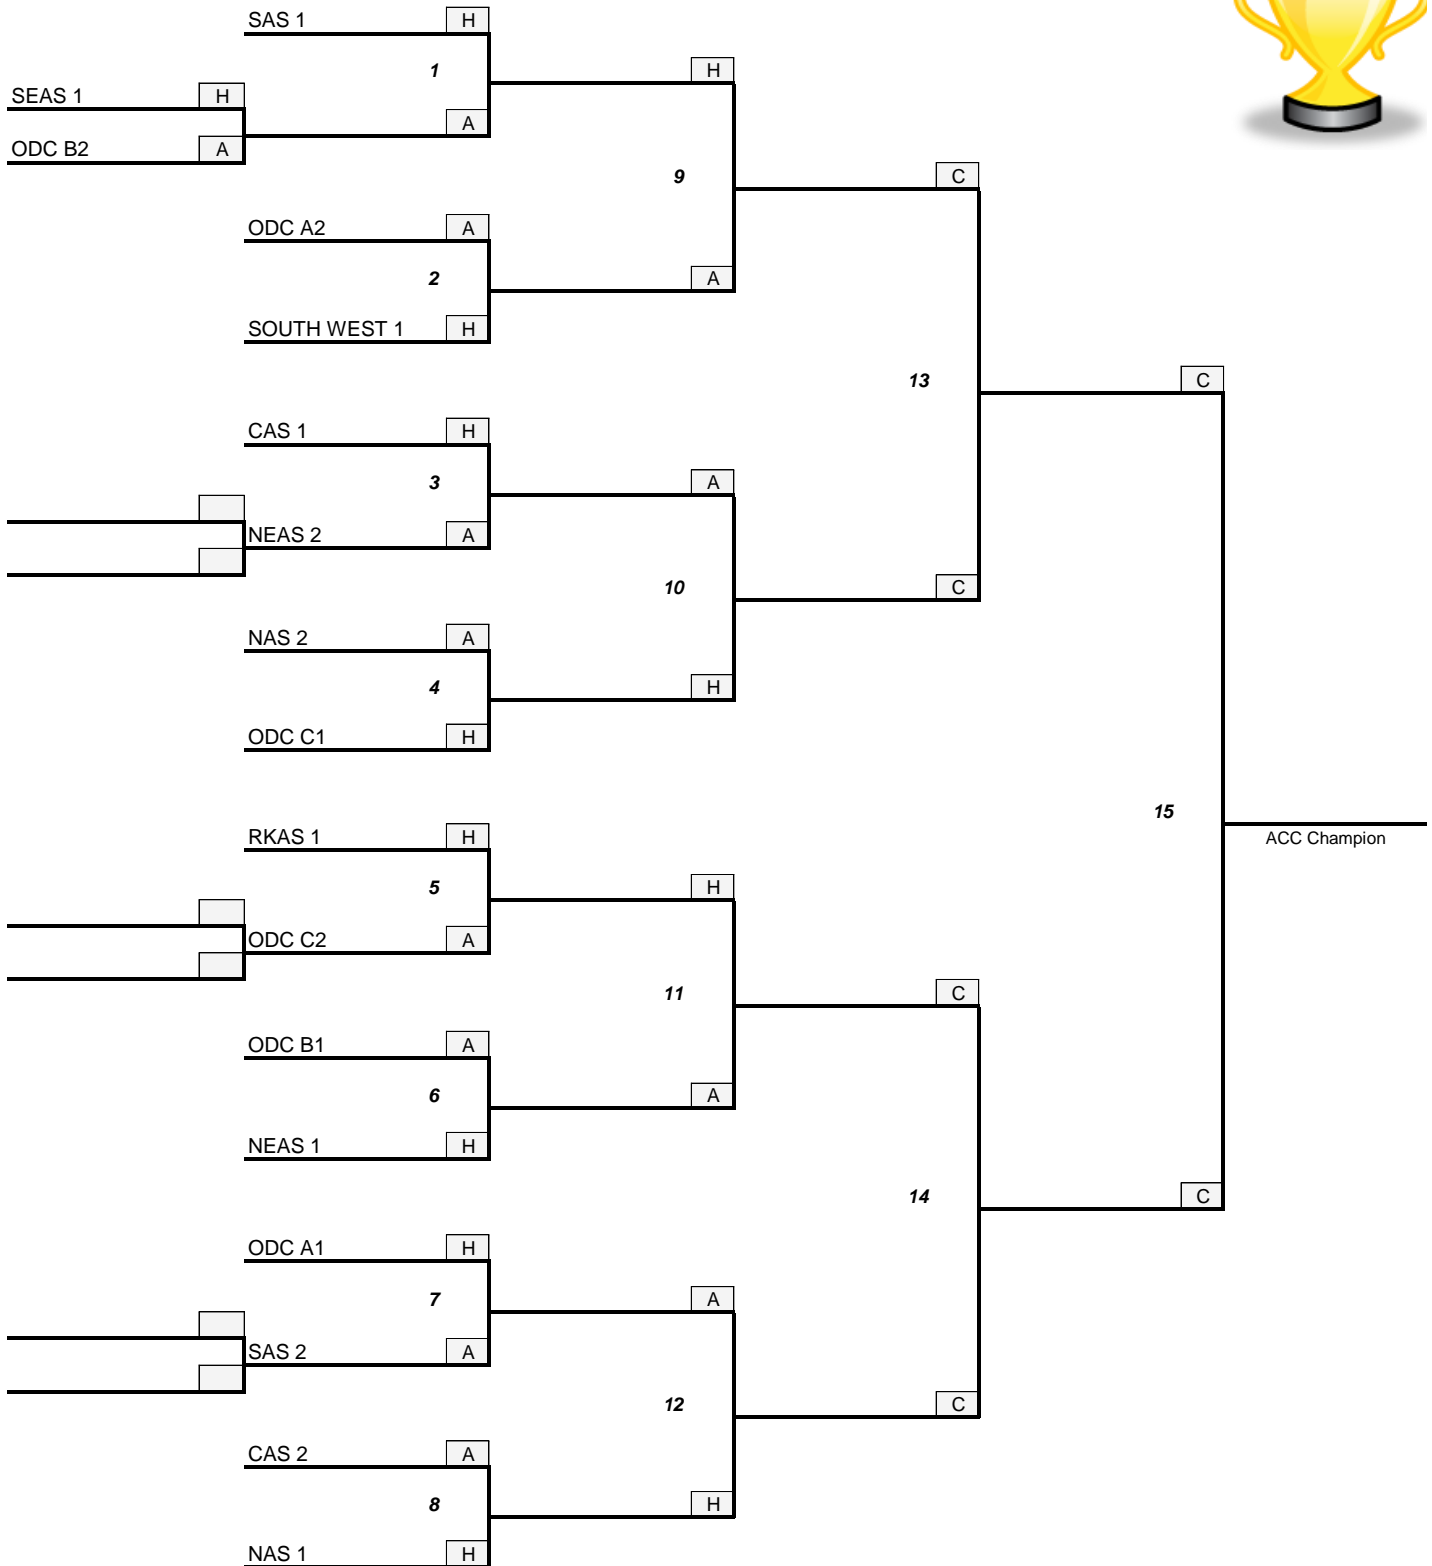 SAS 1 H
1
H
SEAS 1 H
A
ODC B2 A
9
C
ODC A2 A
2
A
SOUTH WEST 1 H
13
C
CAS 1 H
3
A
NEAS 2 A
10
C
NAS 2 A
4
H
ODC C1 H
15
RKAS 1 H
ACC Champion
5
H
ODC C2 A
11
C
ODC B1 A
6
A
NEAS 1 H
14
C
ODC A1 H
7
A
SAS 2 A
12
C
CAS 2 A
8
H
NAS 1 H